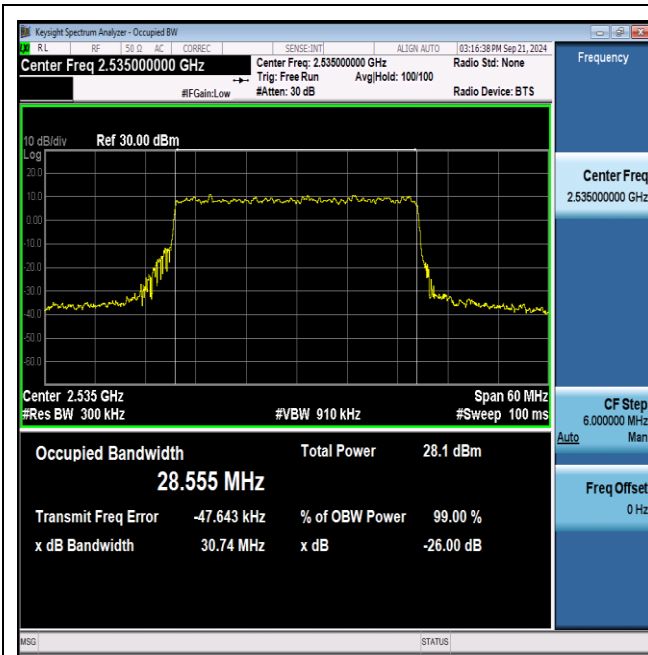 Keysight Spectrum Analyzer - Occupied BW
RL RF 50 Ω AC CORREC SENSE:INT ALIGN AUTO 03:16:38 PM Sep 21, 2024
Center Freq 2.535000000 GHz Center Freq: 2.535000000 GHz Radio Std: None
Trig: Free Run Avg|Hold: 100/100
#IFGain:Low #Atten: 30 dB Radio Device: BTS
10 dB/div Ref 30.00 dBm
Log
20.0
10.0
0.00
-10.0
-20.0
-30.0
-40.0
-50.0
-60.0
Center 2.535 GHz Span 60 MHz
#Res BW 300 kHz #VBW 910 kHz #Sweep 100 ms
Occupied Bandwidth Total Power 28.1 dBm
28.555 MHz
Transmit Freq Error -47.643 kHz % of OBW Power 99.00 %
x dB Bandwidth 30.74 MHz x dB -26.00 dB
MSG STATUS
Frequency
Center Freq
2.535000000 GHz
CF Step
6.000000 MHz
Auto Man
Freq Offset
0 Hz